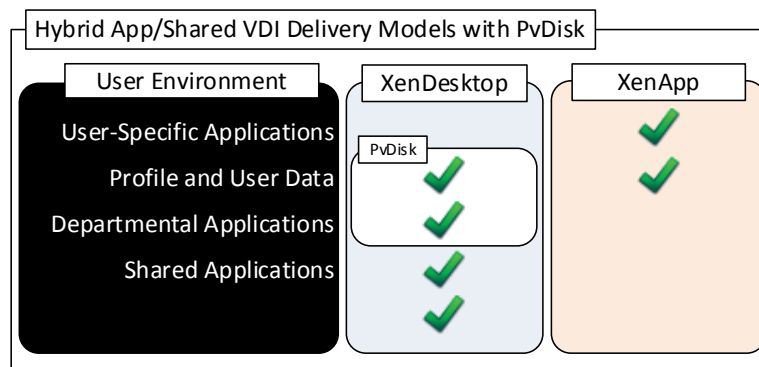 Hybrid App/Shared VDI Delivery Models with PvDisk
User Environment
XenDesktop
XenApp
User-Specific Applications
PvDisk
Profile and User Data
Departmental Applications
Shared Applications